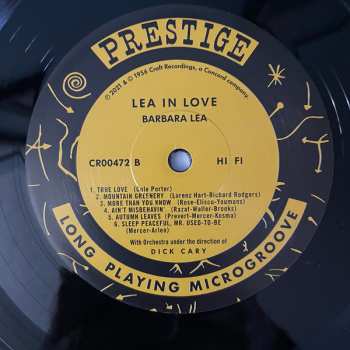 PRESTIGE
℗ 2021 & © 1956 Craft Recordings, a Concord company.
LEA IN LOVE
BARBARA LEA
CR00472 B HI FI
1. TRUE LOVE (Cole Porter)
2. MOUNTAIN GREENERY (Lorenz Hart-Richard Rodgers)
3. MORE THAN YOU KNOW (Rose-Elisco-Youmans)
4. AIN'T MISBEHAVIN' (Razaf-Waller-Brooks)
5. AUTUMN LEAVES (Prevert-Mercer-Kosma)
6. SLEEP PEACEFUL, MR. USED-TO-BE
(Mercer-Arlen)
With Orchestra under the direction of
DICK CARY
LONG PLAYING MICROGROOVE